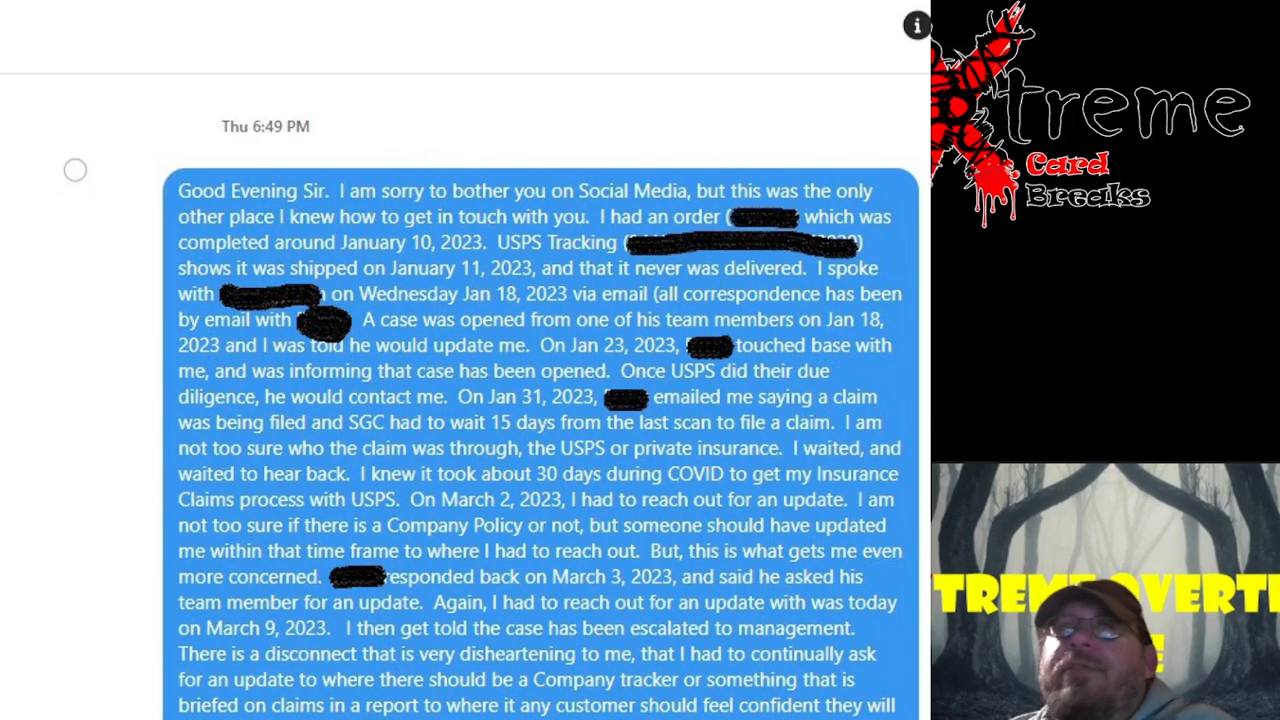 Thu 6:49 PM
Good Evening Sir.  I am sorry to bother you on Social Media, but this was the only
other place I knew how to get in touch with you.  I had an order ( which was
completed around January 10, 2023.  USPS Tracking ( )
shows it was shipped on January 11, 2023, and that it never was delivered.  I spoke
with on Wednesday Jan 18, 2023 via email (all correspondence has been
by email with A case was opened from one of his team members on Jan 18,
2023 and I was told he would update me.  On Jan 23, 2023, touched base with
me, and was informing that case has been opened.  Once USPS did their due
diligence, he would contact me.  On Jan 31, 2023, emailed me saying a claim
was being filed and SGC had to wait 15 days from the last scan to file a claim.  I am
not too sure who the claim was through, the USPS or private insurance.  I waited, and
waited to hear back.  I knew it took about 30 days during COVID to get my Insurance
Claims process with USPS.  On March 2, 2023, I had to reach out for an update.  I am
not too sure if there is a Company Policy or not, but someone should have updated
me within that time frame to where I had to reach out.  But, this is what gets me even
more concerned. responded back on March 3, 2023, and said he asked his
team member for an update.  Again, I had to reach out for an update with was today
on March 9, 2023.   I then get told the case has been escalated to management.
There is a disconnect that is very disheartening to me, that I had to continually ask
for an update to where there should be a Company tracker or something that is
briefed on claims in a report to where it any customer should feel confident they will
Xtreme
Card
Breaks